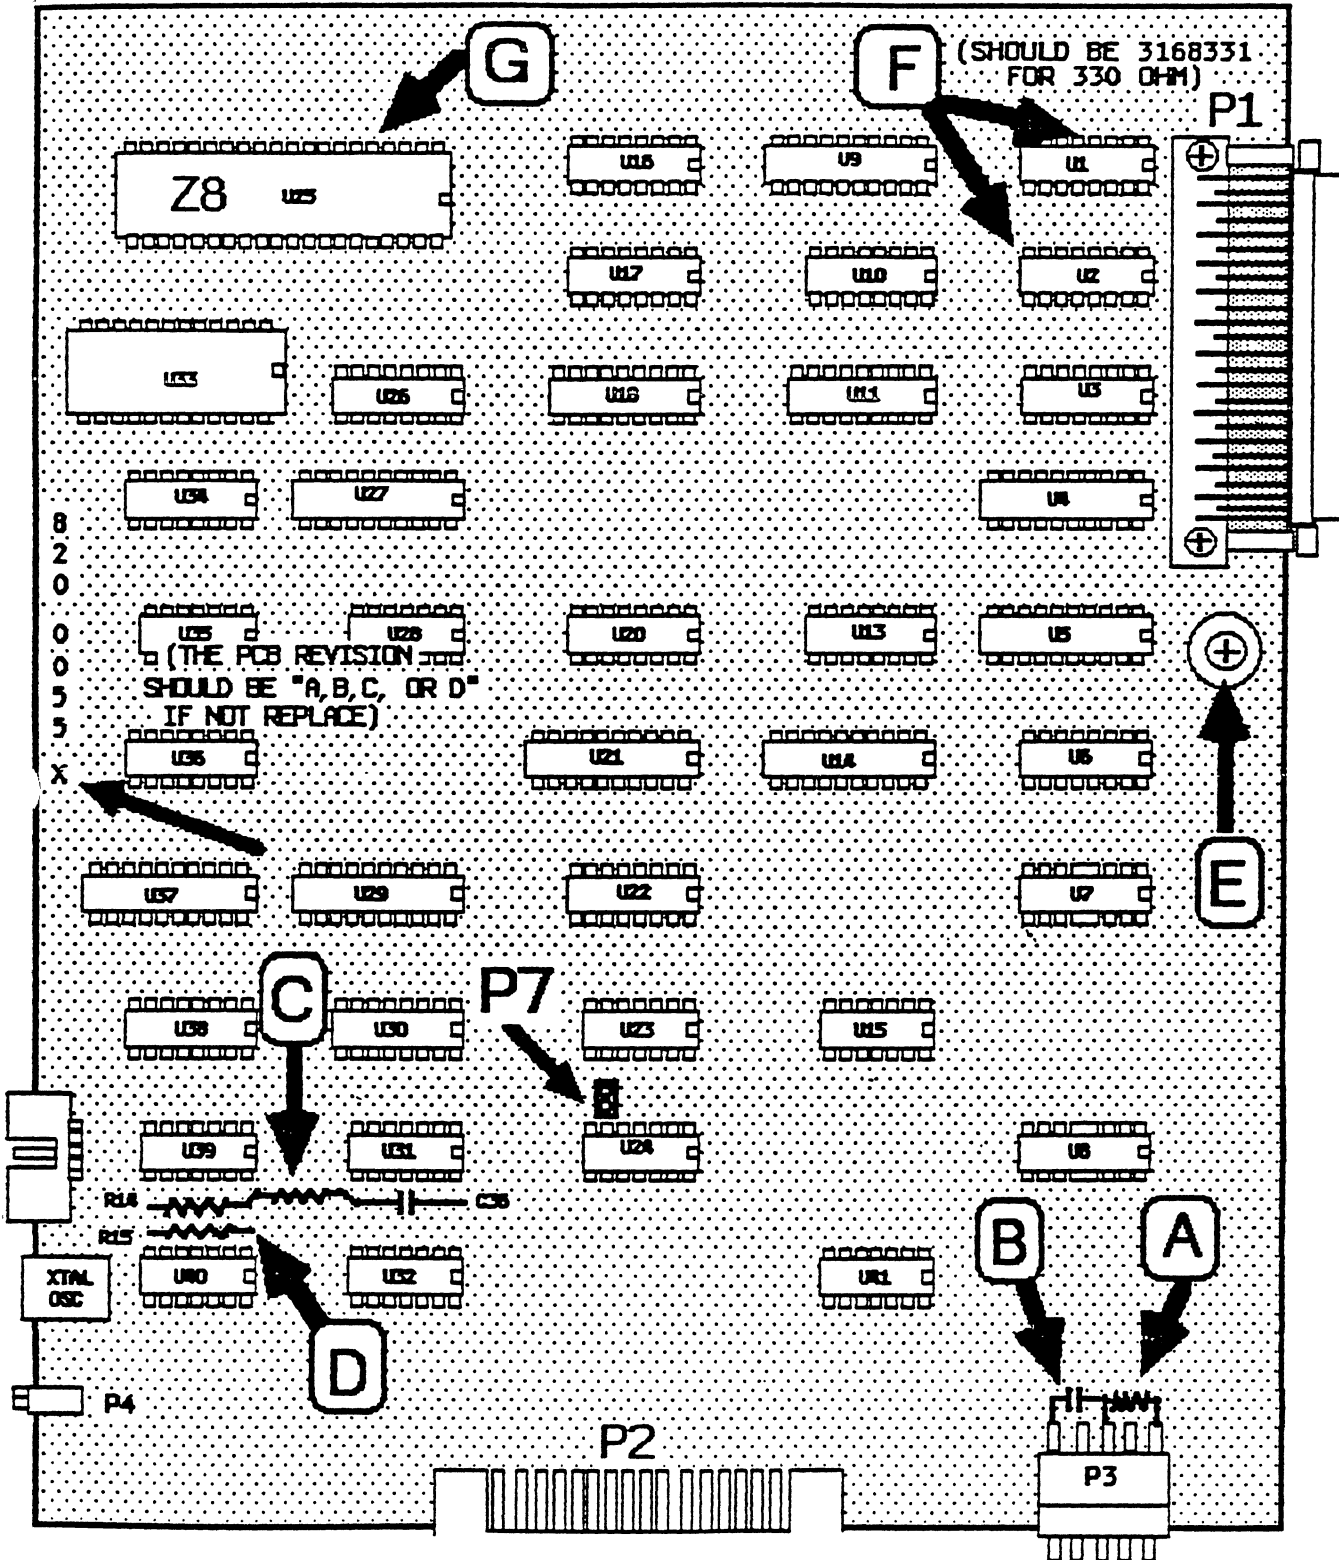 G
F
(SHOULD BE 3168331
FOR 330 OHM)
P1
U16
U9
U1
Z8
U25
U17
U10
U2
U33
U26
U18
U11
U3
U34
U27
U4
8
2
0
0
0
5
5
X
U35
U28
U20
U13
U5
(THE PCB REVISION
SHOULD BE "A,B,C, OR D"
IF NOT REPLACE)
U36
U21
U14
U6
E
U37
U29
U22
U7
C
P7
U38
U30
U23
U15
U39
U31
U24
U8
R14
C36
R15
B
A
XTAL
OSC
U40
U32
U41
D
P4
P2
P3